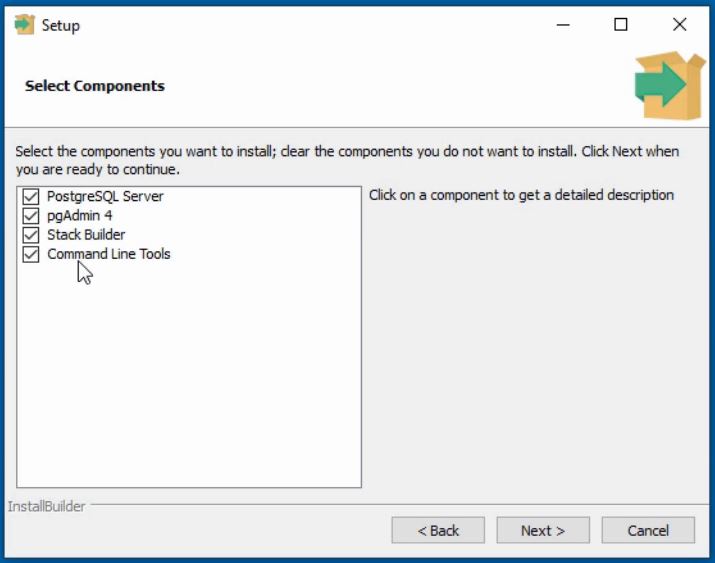 Setup
Select Components
Select the components you want to install; clear the components you do not want to install. Click Next when
you are ready to continue.
PostgreSQL Server
pgAdmin 4
Stack Builder
Command Line Tools
Click on a component to get a detailed description
InstallBuilder
< Back
Next >
Cancel